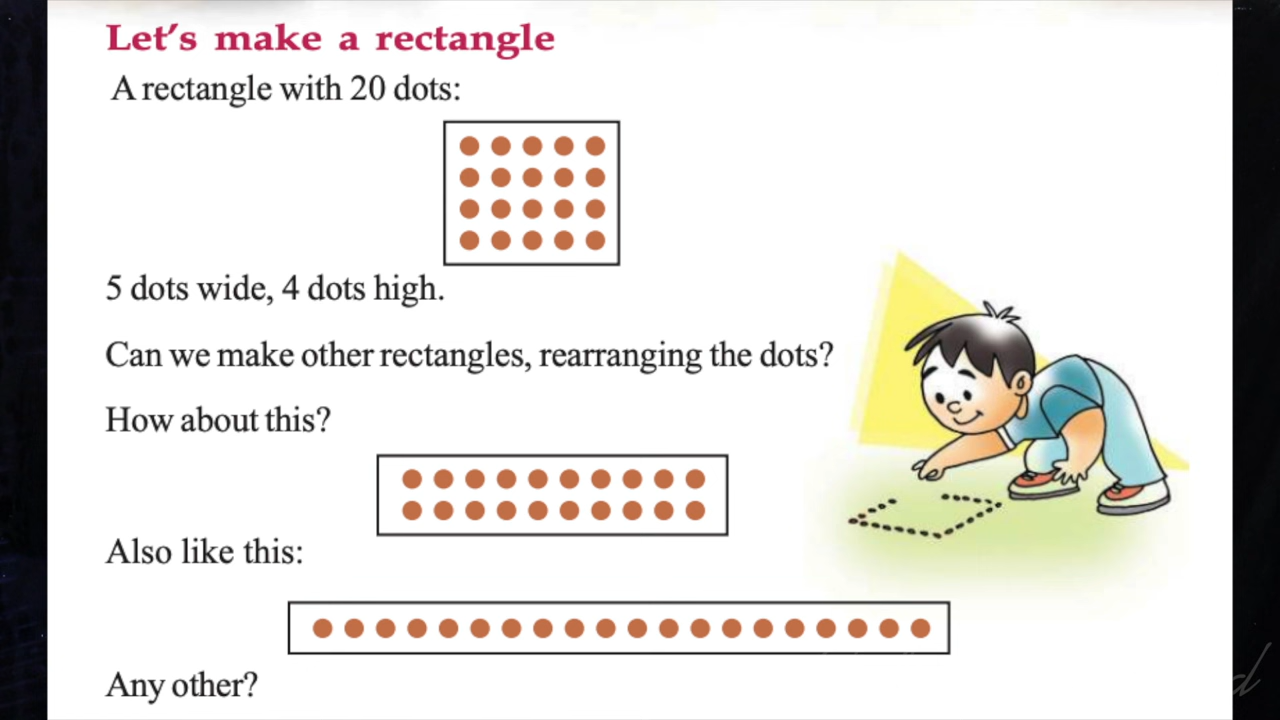 Let's make a rectangle
A rectangle with 20 dots:
5 dots wide, 4 dots high.
Can we make other rectangles, rearranging the dots?
How about this?
Also like this:
Any other?